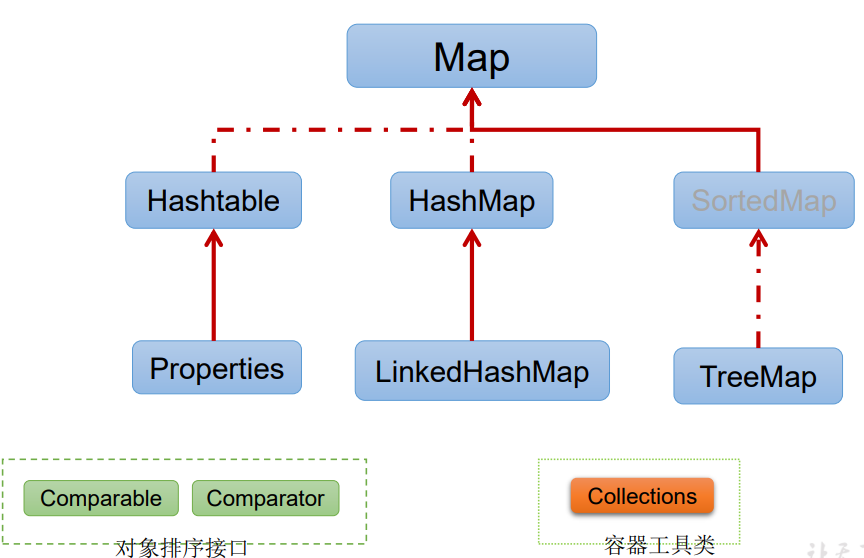 Map
Hashtable
HashMap
SortedMap
Properties
LinkedHashMap
TreeMap
Comparable
Comparator
Collections
对象排序接口
容器工具类